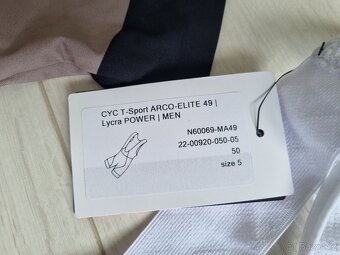 CYC T-Sport ARCO-ELITE 49 |
Lycra POWER | MEN
N60069-MA49
22-00920-050-05
50
size 5